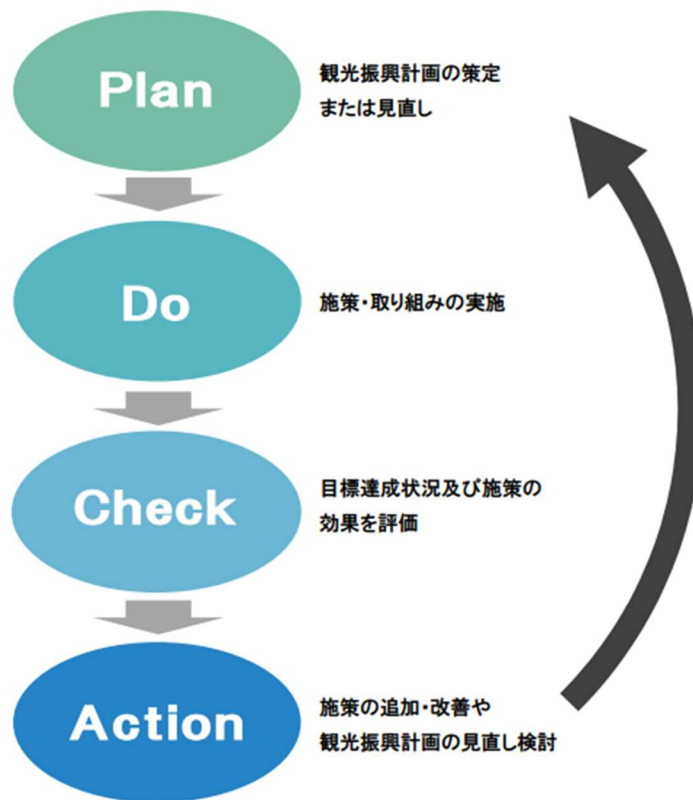 Plan
観光振興計画の策定
または見直し
Do
施策・取り組みの実施
Check
目標達成状況及び施策の
効果を評価
Action
施策の追加・改善や
観光振興計画の見直し検討